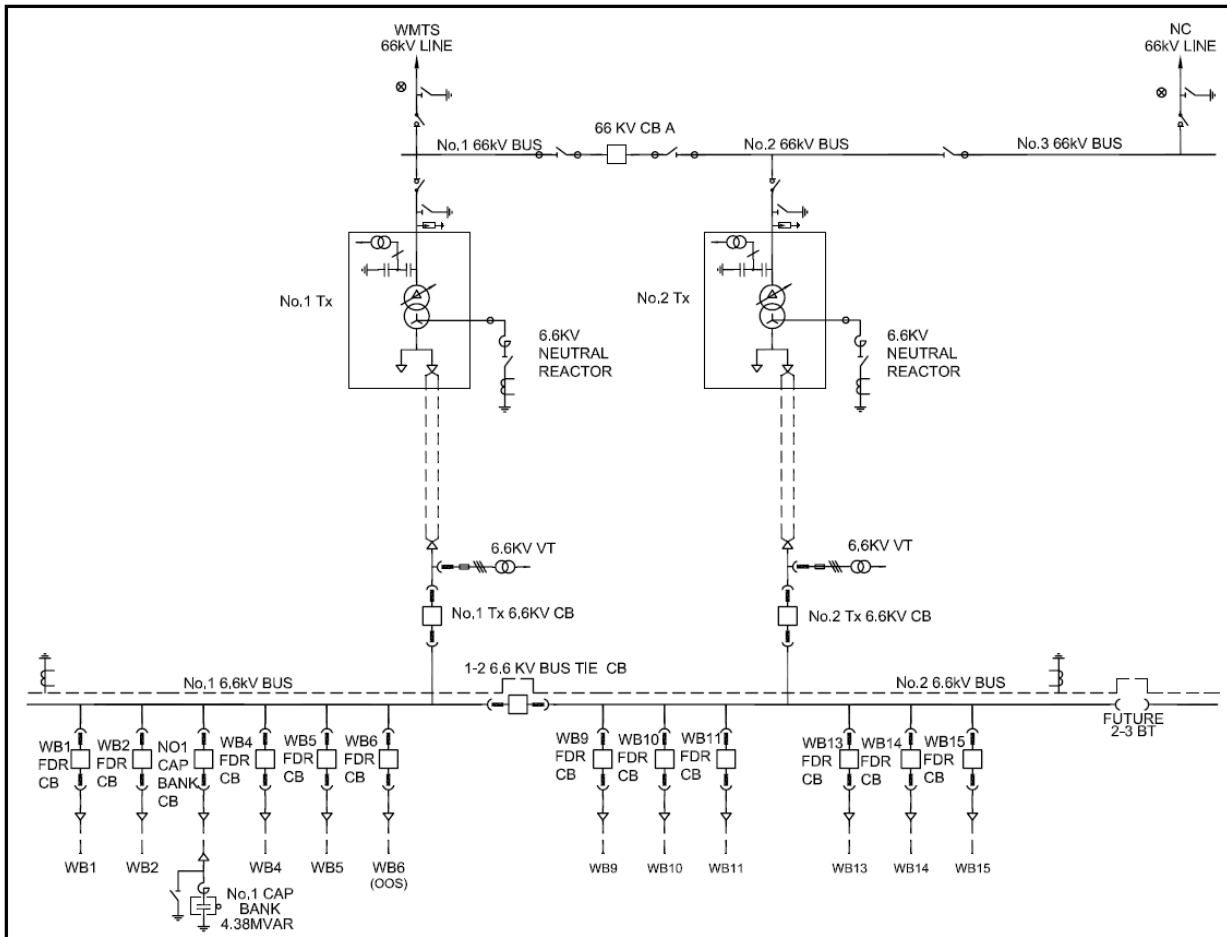 WMTS
66kV LINE
NC
66kV LINE
66 KV CB A
No.1 66kV BUS
No.2 66kV BUS
No.3 66kV BUS
No.1 Tx
6.6KV
NEUTRAL
REACTOR
No.2 Tx
6.6KV
NEUTRAL
REACTOR
6.6KV VT
6.6KV VT
No.1 Tx 6.6KV CB
No.2 Tx 6.6KV CB
1-2 6.6 KV BUS TIE CB
No.1 6.6kV BUS
No.2 6.6kV BUS
FUTURE
2-3 BT
WB1
FDR
CB
WB2
FDR
CB
NO1
CAP
BANK
CB
WB4
FDR
CB
WB5
FDR
CB
WB6
FDR
CB
WB9
FDR
CB
WB10
FDR
CB
WB11
FDR
CB
WB13
FDR
CB
WB14
FDR
CB
WB15
FDR
CB
WB1
WB2
WB4
WB5
WB6
(OOS)
WB9
WB10
WB11
WB13
WB14
WB15
No.1 CAP
BANK
4.38MVAR